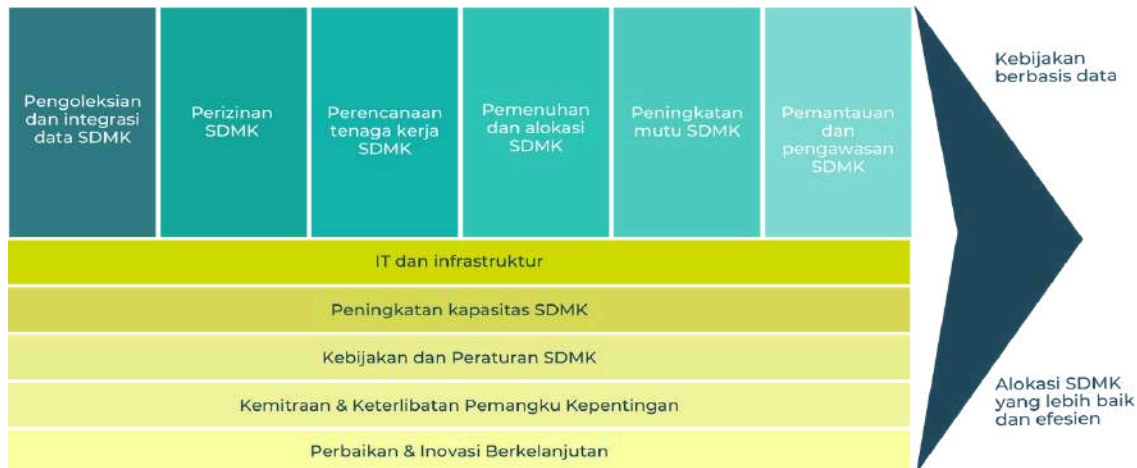 Pengoleksian
dan integrasi
data SDMK
Perizinan
SDMK
Perencanaan
tenaga kerja
SDMK
Pemenuhan
dan alokasi
SDMK
Peningkatan
mutu SDMK
Pemantauan
dan
pengawasan
SDMK
Kebijakan
berbasis data
IT dan infrastruktur
Peningkatan kapasitas SDMK
Kebijakan dan Peraturan SDMK
Kemitraan & Keterlibatan Pemangku Kepentingan
Perbaikan & Inovasi Berkelanjutan
Alokasi SDMK
yang lebih baik
dan efesien